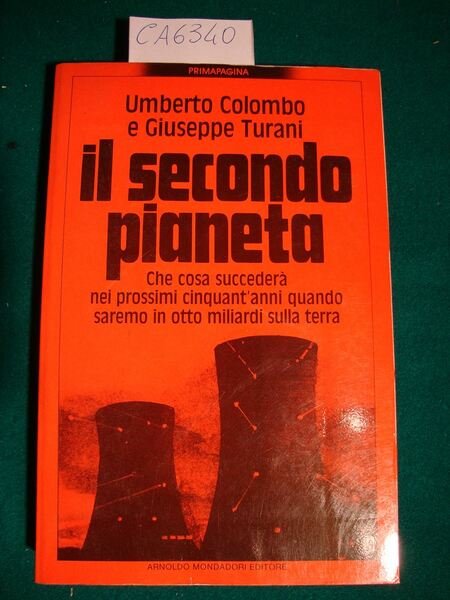 CA6340
PRIMAPAGINA
Umberto Colombo
e Giuseppe Turani
il secondo
pianeta
Che cosa succederà
nei prossimi cinquant'anni quando
saremo in otto miliardi sulla terra
ARNOLDO MONDADORI EDITORE